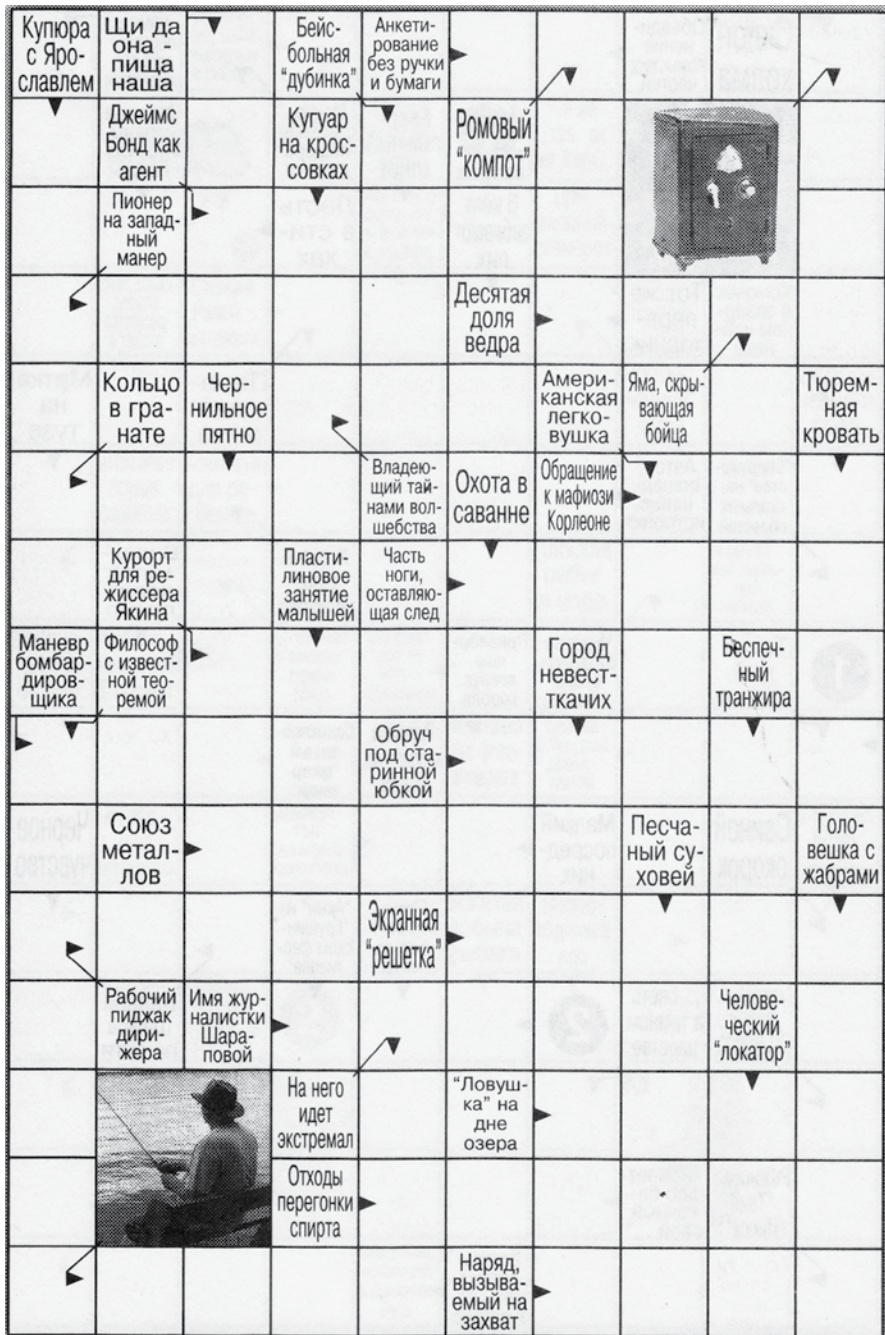 Купюра
с Яро-
славлем
Щи да
она -
пища
наша
Бейс-
больная
“дубинка”
Анкети-
рование
без ручки
и бумаги
Джеймс
Бонд как
агент
Кугуар
на крос-
совках
Ромовый
“компот”
Пионер
на запад-
ный
манер
Десятая
доля
ведра
Кольцо
в гра-
нате
Чер-
нильное
пятно
Амери-
канская
легко-
вушка
Яма, скры-
вающая
бойца
Тюрем-
ная
кровать
Владею-
щий тай-
нами вол-
шебства
Охота в
саванне
Обращение
к мафиози
Корлеоне
Курорт
для ре-
жиссера
Якина
Пласти-
линовое
занятие
малышей
Часть
ноги,
оставляю-
щая след
Маневр
бомбар-
диров-
щика
Философ
с извест-
ной тео-
ремой
Город
невест-
ткачих
Беспеч-
ный
транжира
Обруч
под ста-
ринной
юбкой
Союз
метал-
лов
Песча-
ный су-
ховей
Голо-
вешка с
жабрами
Экранная
“решетка”
Рабочий
пиджак
дири-
жера
Имя жур-
налистки
Шара-
повой
Челове-
ческий
“локатор”
На него
идет
экстремал
“Ловуш-
ка” на
дне
озера
Отходы
перегонки
спирта
Наряд,
вызыва-
емый на
захват